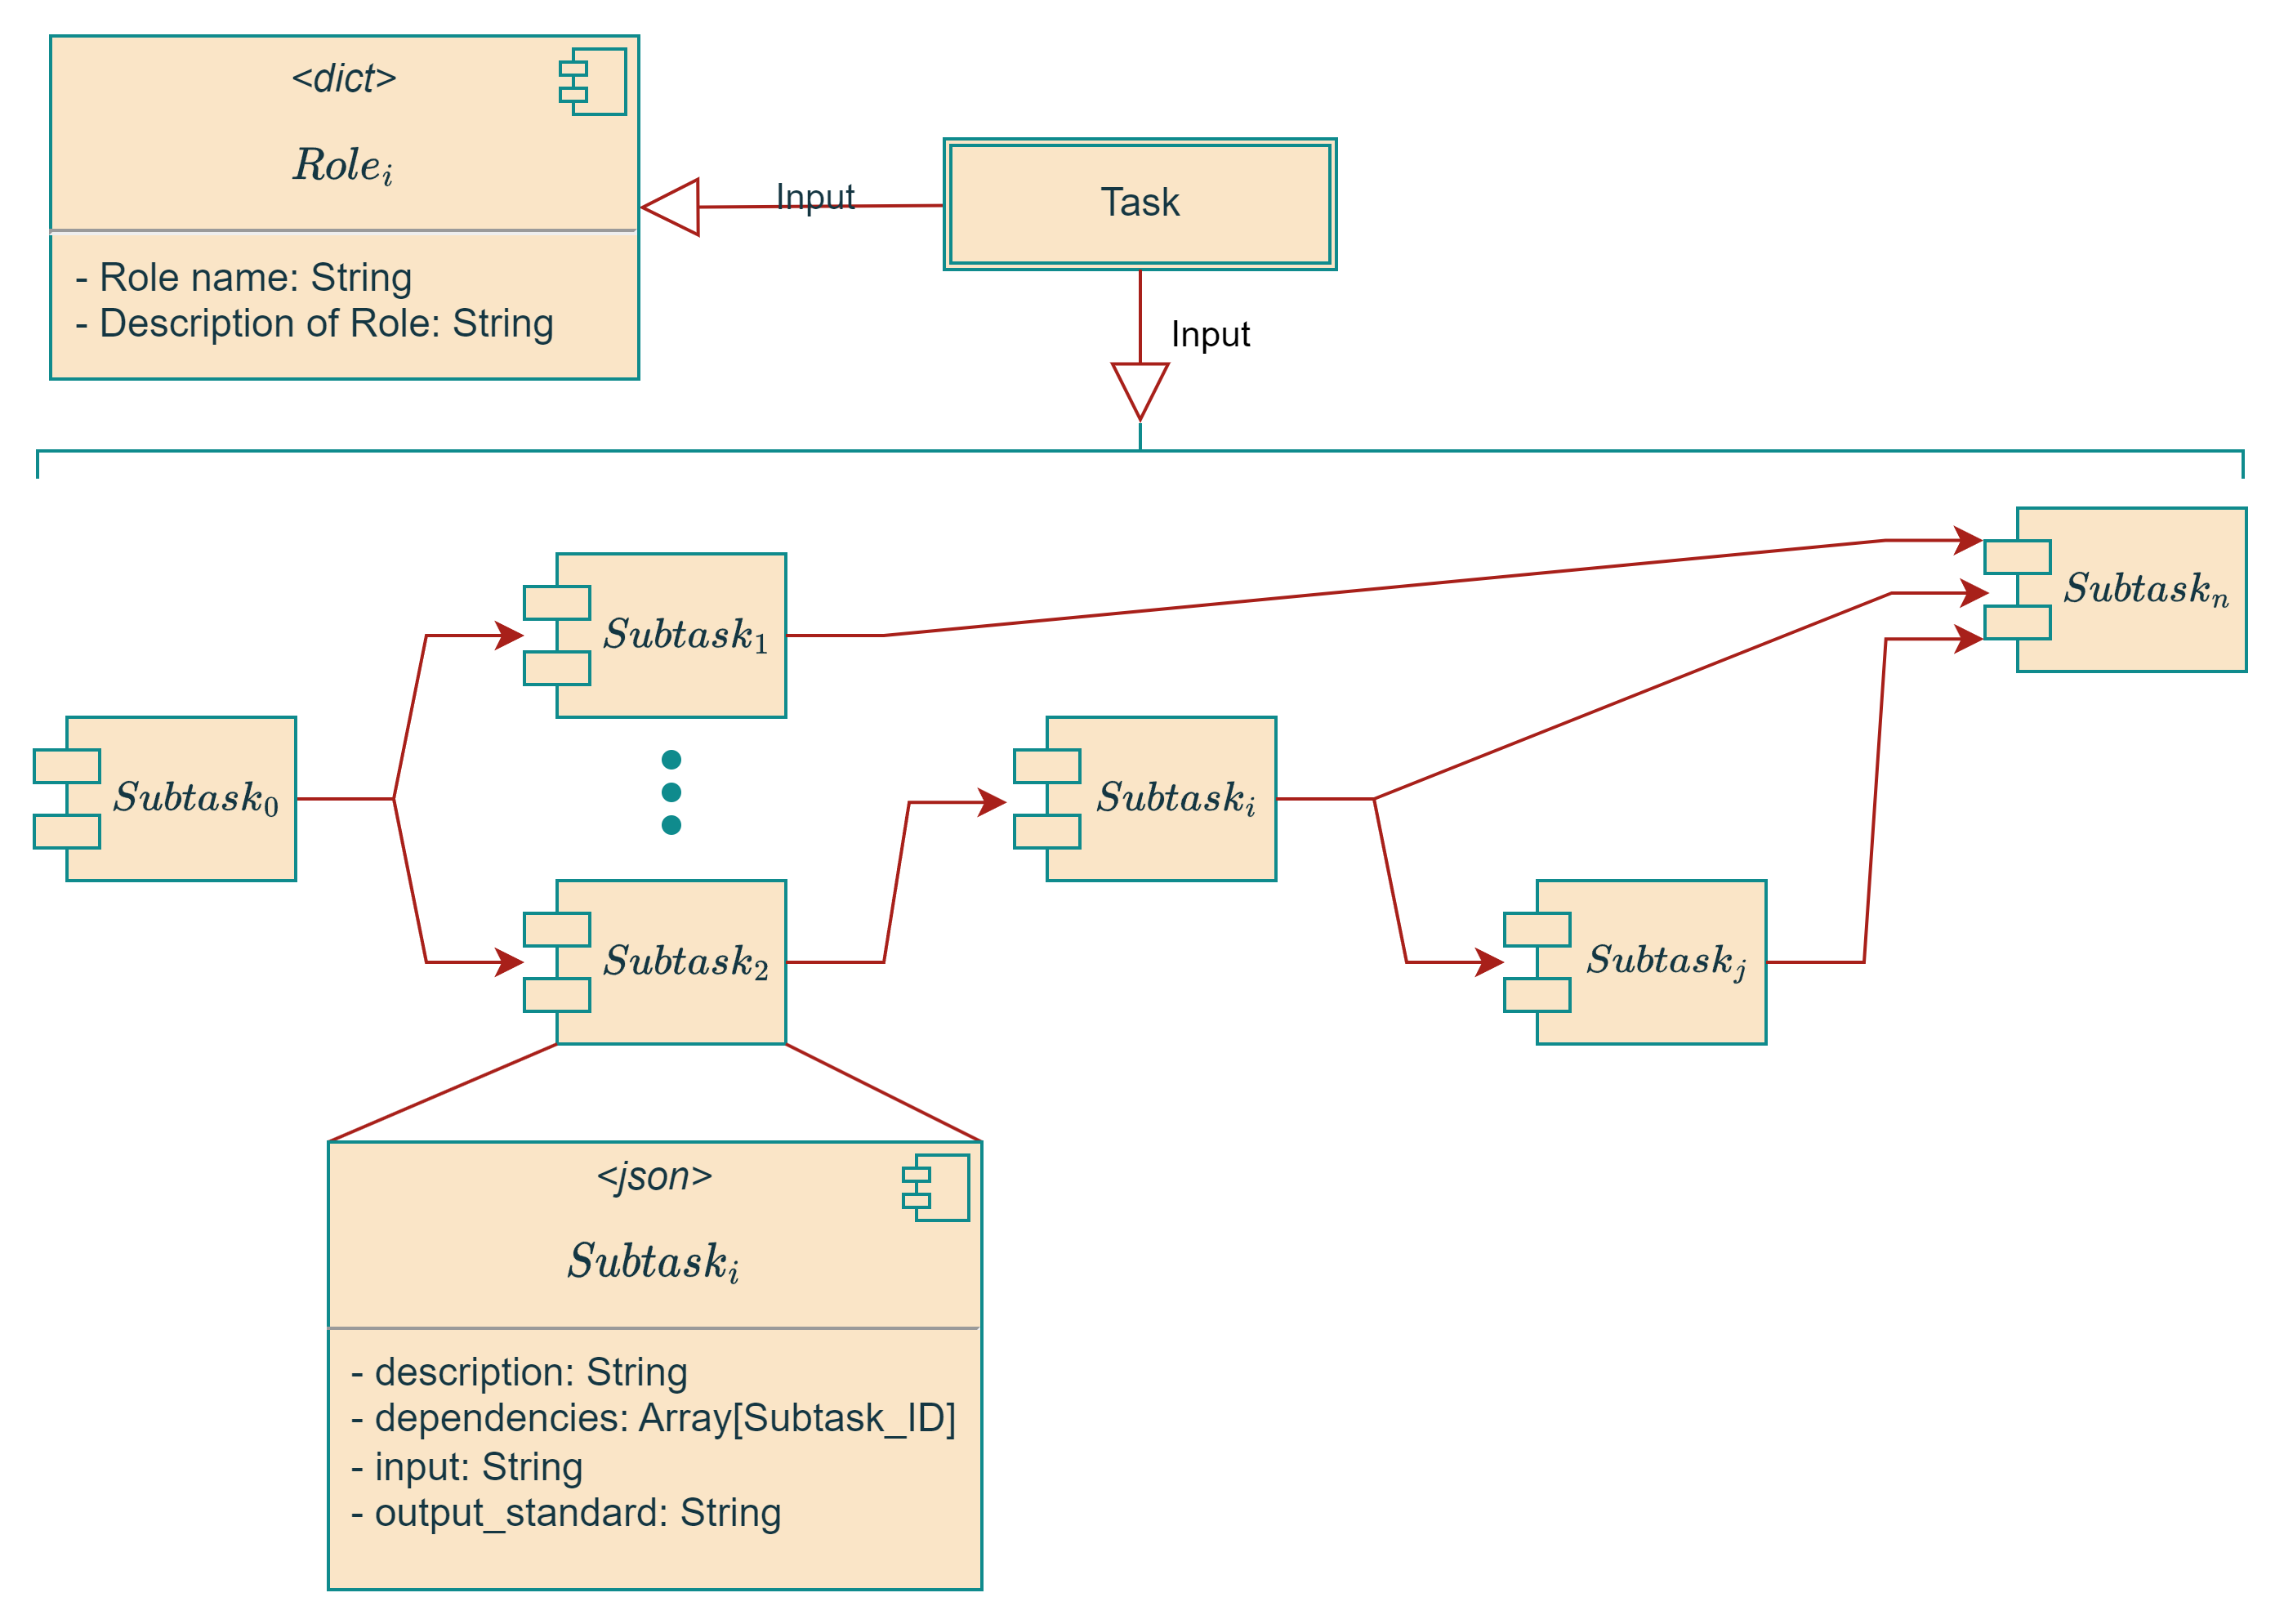 <dict>
Role_i
- Role name: String
- Description of Role: String
Input
Task
Input
Subtask_0
Subtask_1
Subtask_2
Subtask_i
Subtask_j
Subtask_n
<json>
Subtask_i
- description: String
- dependencies: Array[Subtask_ID]
- input: String
- output_standard: String